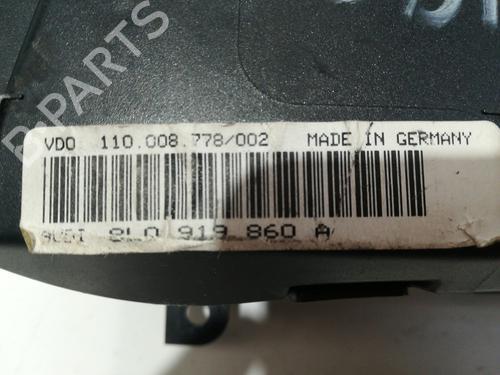 B-PARTS
VDO 110.008.778/002 MADE IN GERMANY
AUDI 8L0 919 860 A